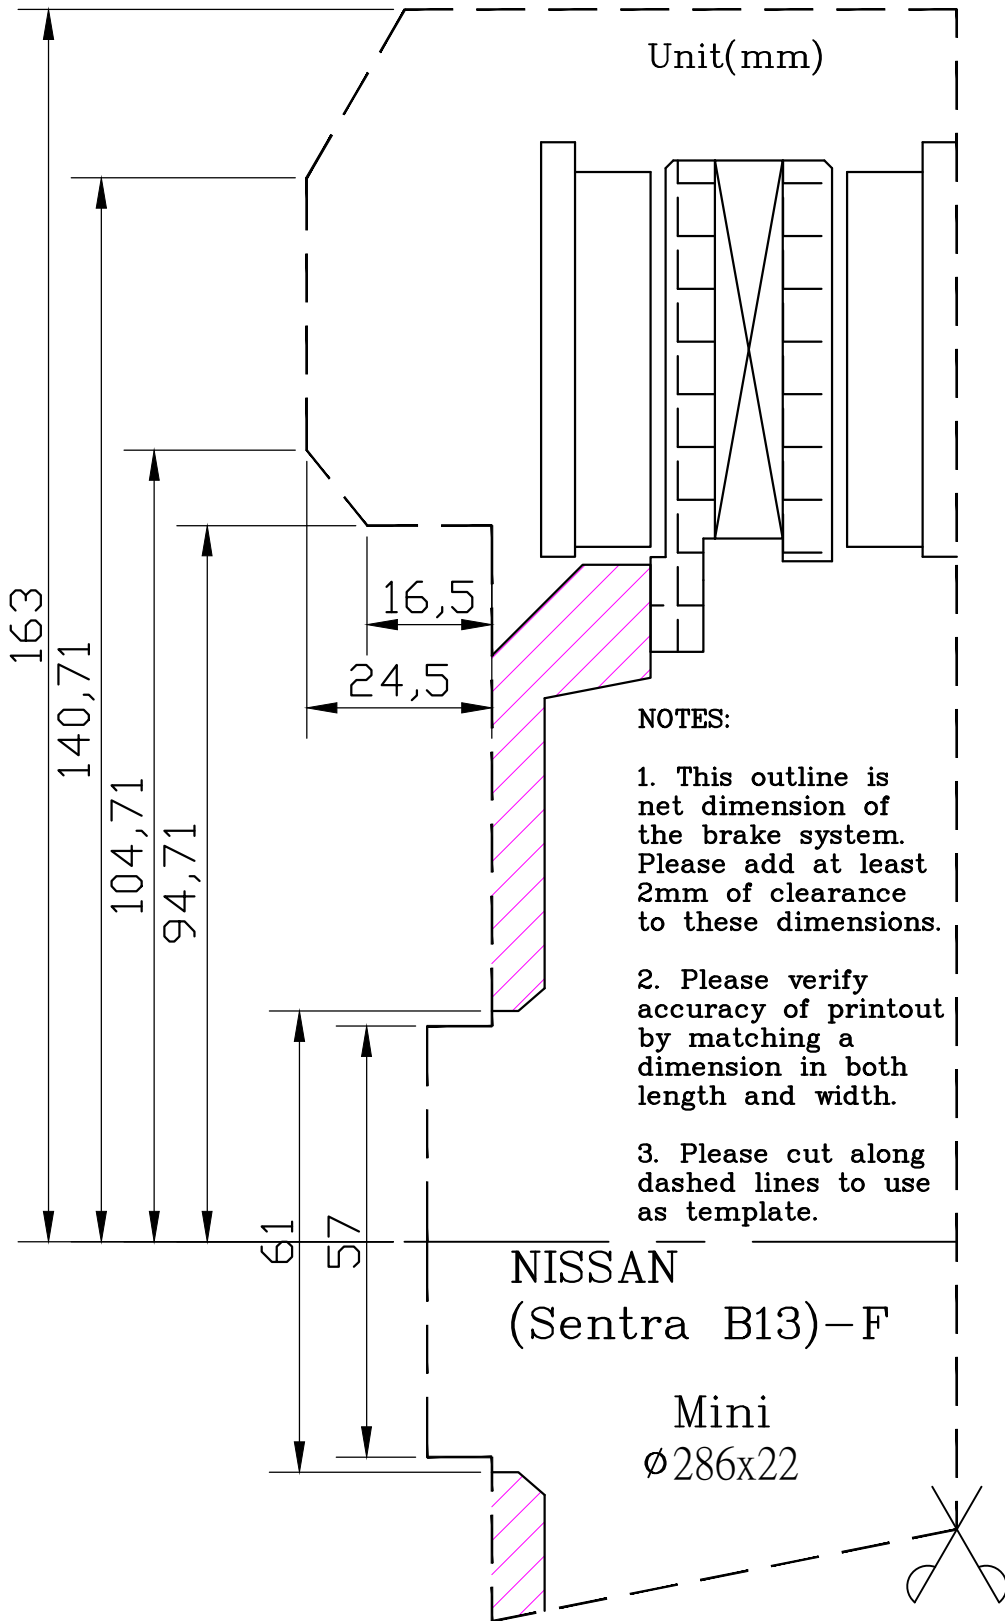 Unit(mm)
163
140,71
104,71
94,71
16,5
24,5
NOTES:
1. This outline is
net dimension of
the brake system.
Please add at least
2mm of clearance
to these dimensions.
2. Please verify
accuracy of printout
by matching a
dimension in both
length and width.
3. Please cut along
dashed lines to use
as template.
61
57
NISSAN
(Sentra B13)-F
Mini
ø286x22